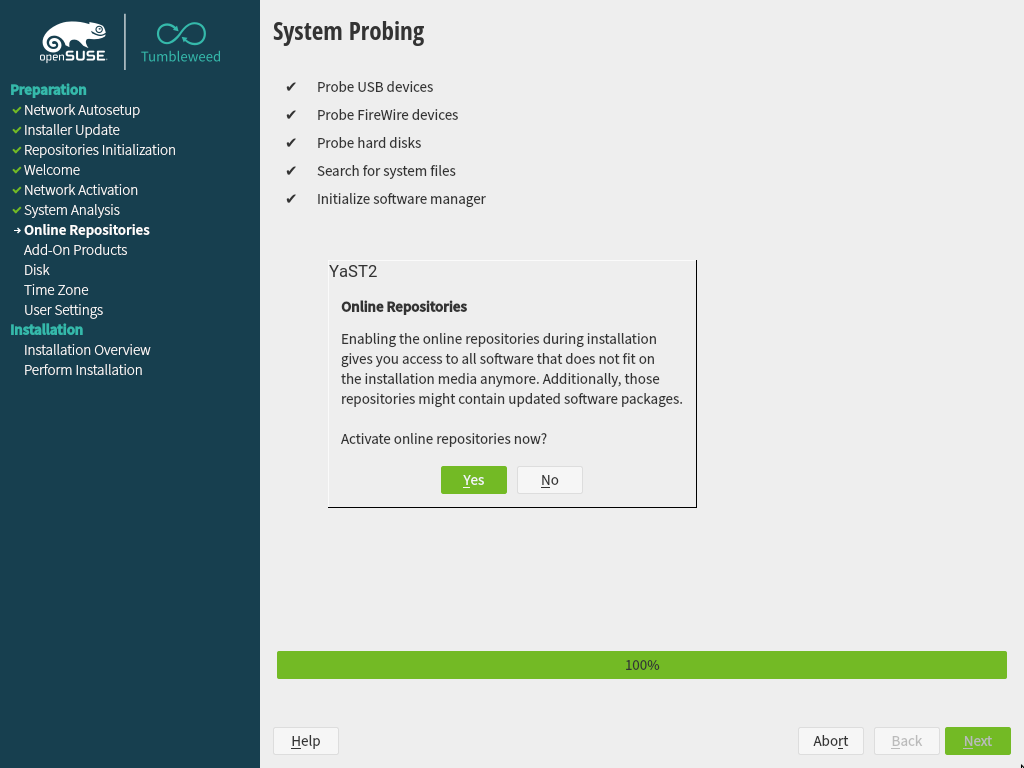 openSUSE
Tumbleweed
Preparation
Network Autosetup
Installer Update
Repositories Initialization
Welcome
Network Activation
System Analysis
Online Repositories
Add-On Products
Disk
Time Zone
User Settings
Installation
Installation Overview
Perform Installation
System Probing
Probe USB devices
Probe FireWire devices
Probe hard disks
Search for system files
Initialize software manager
YaST2
Online Repositories
Enabling the online repositories during installation
gives you access to all software that does not fit on
the installation media anymore. Additionally, those
repositories might contain updated software packages.
Activate online repositories now?
Yes No
100%
Help Abort Back Next